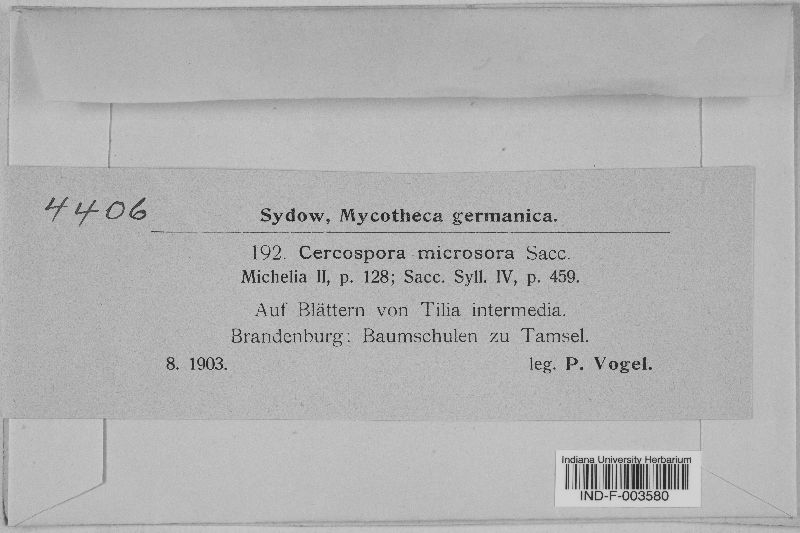 4406
Sydow, Mycotheca germanica.
192. Cercospora microsora Sacc.
Michelia II, p. 128; Sacc. Syll. IV, p. 459.
Auf Blättern von Tilia intermedia.
Brandenburg: Baumschulen zu Tamsel.
8. 1903. leg. P. Vogel.
Indiana University Herbarium
IND-F-003580